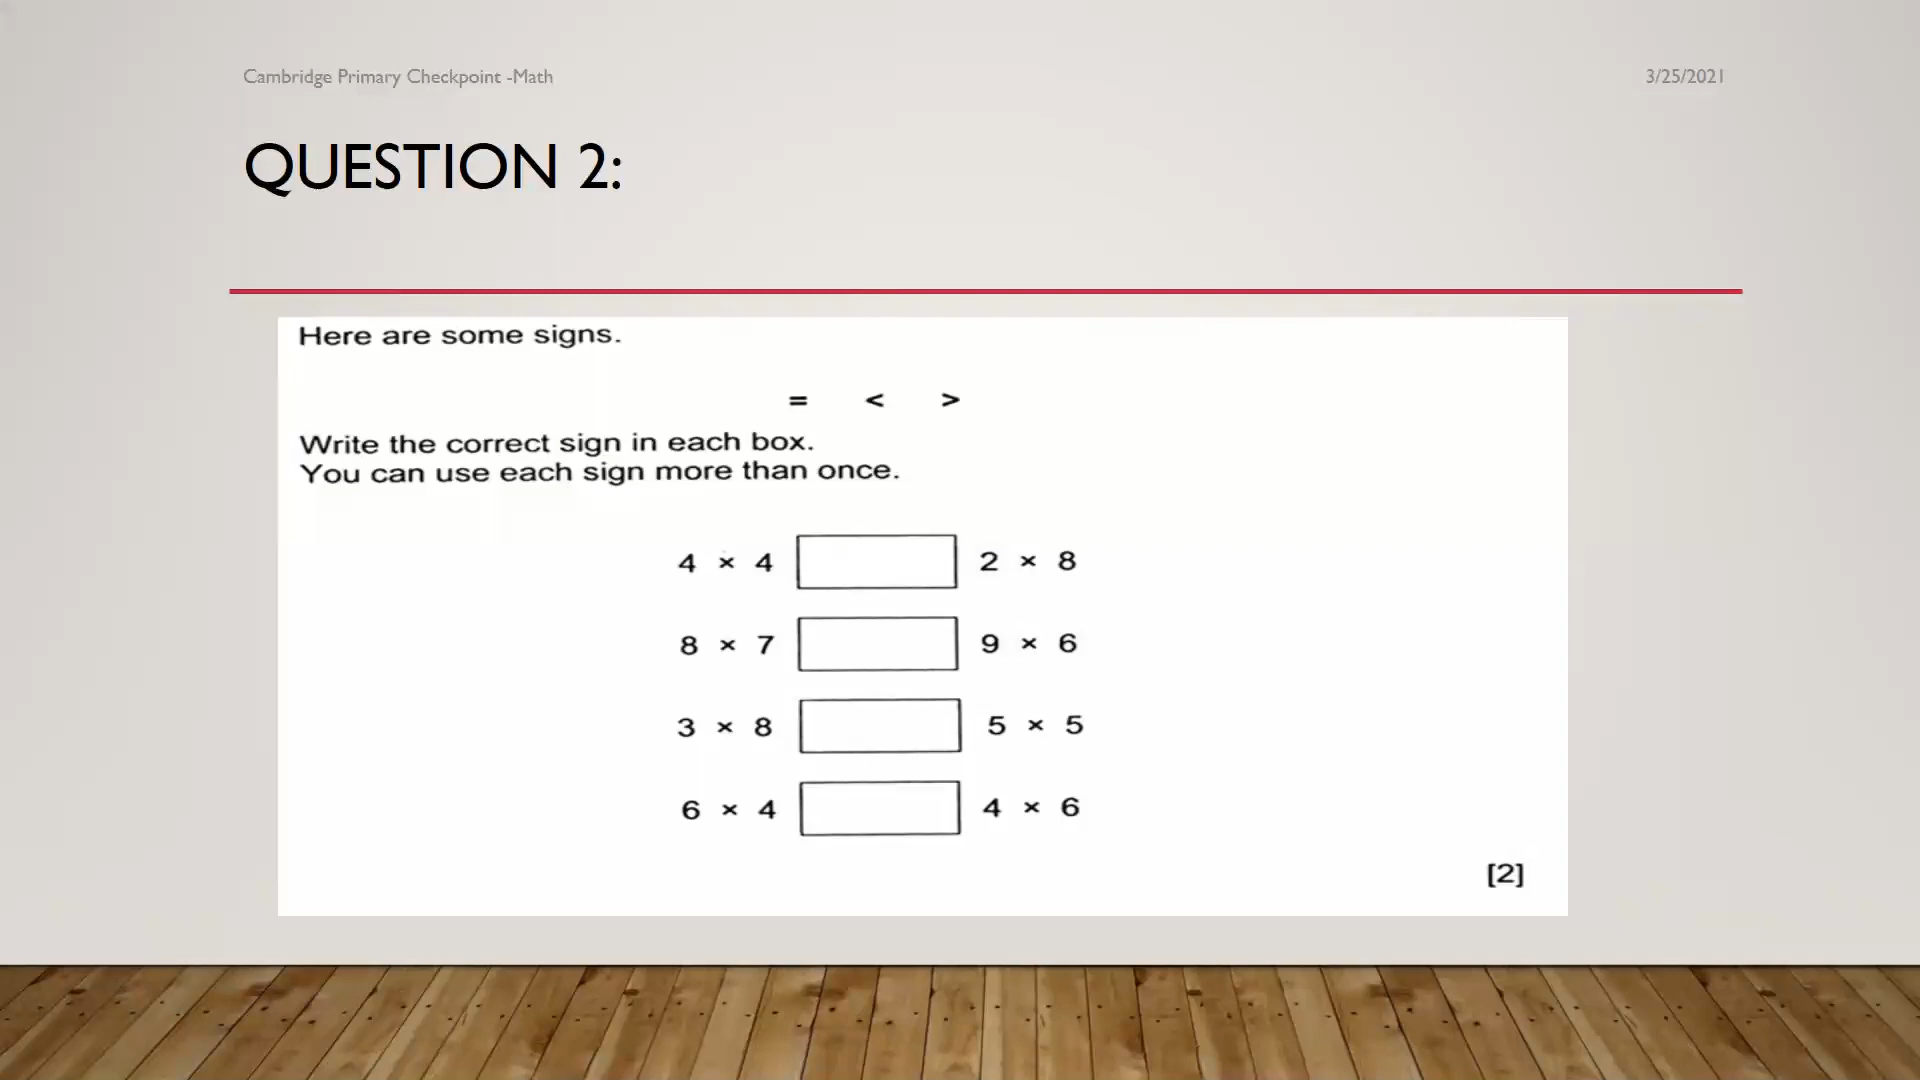 Cambridge Primary Checkpoint -Math
3/25/2021
QUESTION 2:
Here are some signs.
= < >
Write the correct sign in each box.
You can use each sign more than once.
4 × 4 2 × 8
8 × 7 9 × 6
3 × 8 5 × 5
6 × 4 4 × 6
[2]